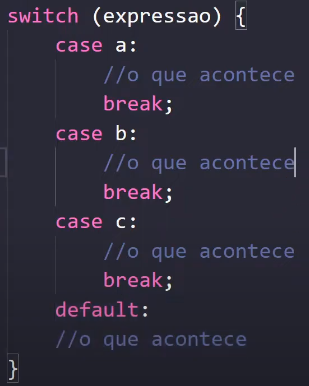 switch (expressao) {
    case a:
        //o que acontece
        break;
    case b:
        //o que acontece
        break;
    case c:
        //o que acontece
        break;
    default:
    //o que acontece
}